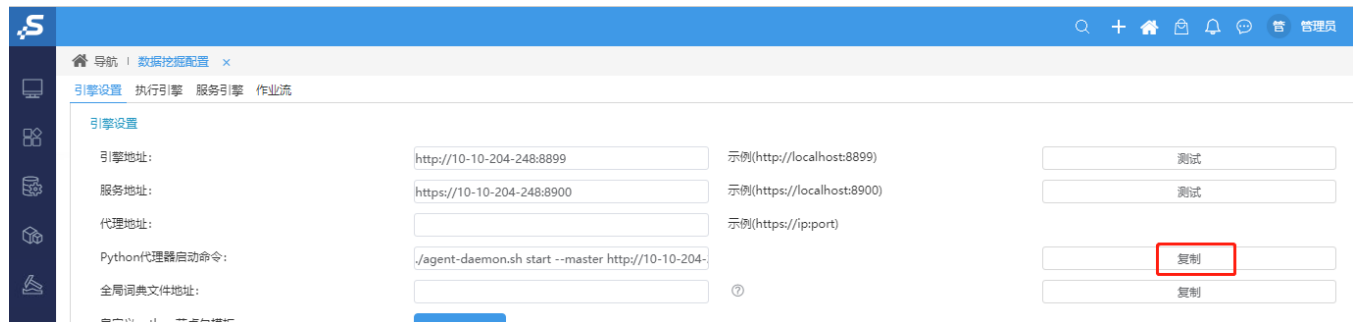 S
管 管理员
导航 数据挖掘配置 ×
引擎设置 执行引擎 服务引擎 作业流
引擎设置
引擎地址: http://10-10-204-248:8899 示例(http://localhost:8899) 测试
服务地址: https://10-10-204-248:8900 示例(https://localhost:8900) 测试
代理地址: 示例(https://ip:port)
Python代理器启动命令: ./agent-daemon.sh start --master http://10-10-204- 复制
全局词典文件地址: 复制